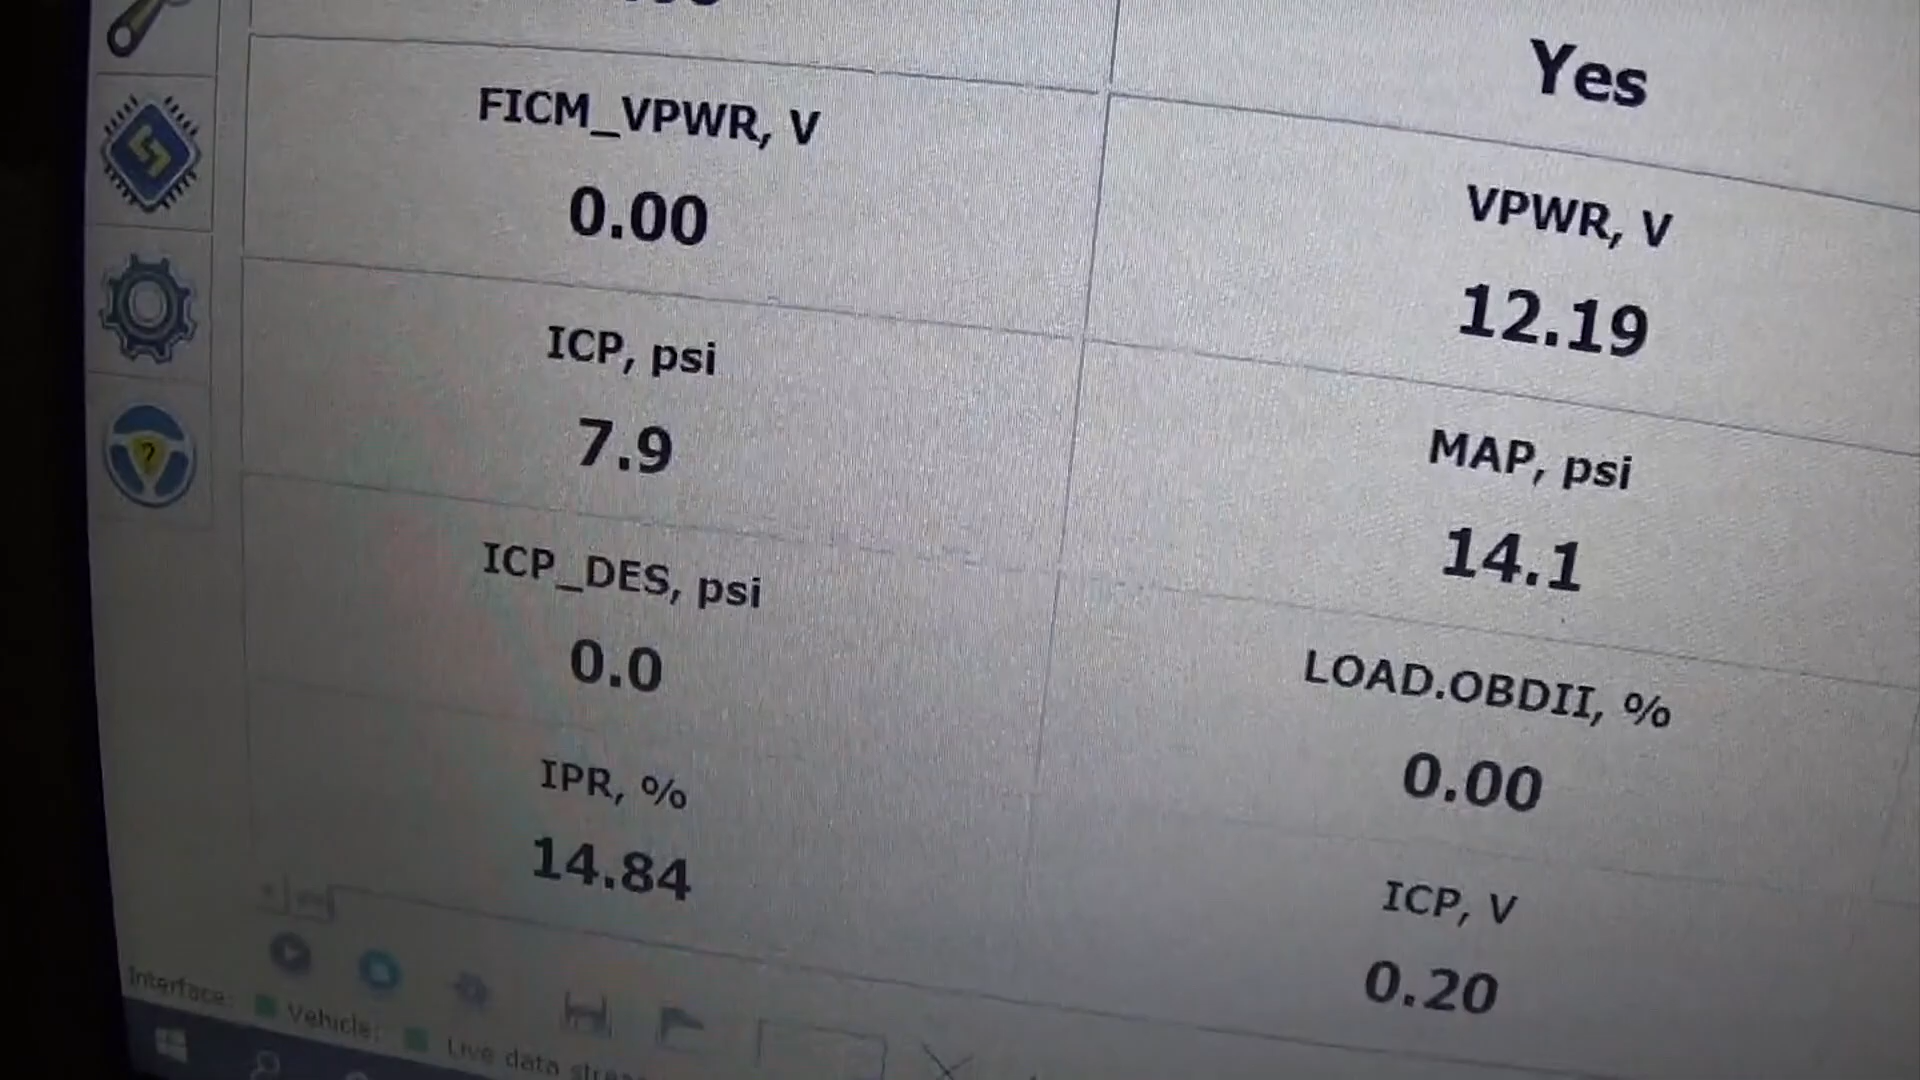 Yes
FICM_VPWR, V
0.00
VPWR, V
12.19
ICP, psi
7.9
MAP, psi
14.1
ICP_DES, psi
0.0
LOAD.OBDII, %
0.00
IPR, %
14.84
ICP, V
0.20
?
Interface: Vehicle: Live data